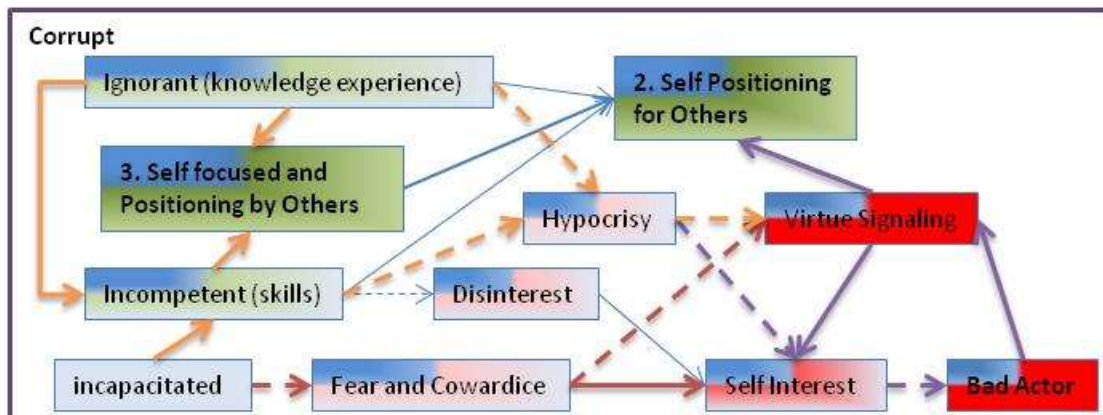 Corrupt
Ignorant (knowledge experience)
2. Self Positioning
for Others
3. Self focused and
Positioning by Others
Hypocrisy
Virtue Signaling
Incompetent (skills)
Disinterest
incapacitated
Fear and Cowardice
Self Interest
Bad Actor